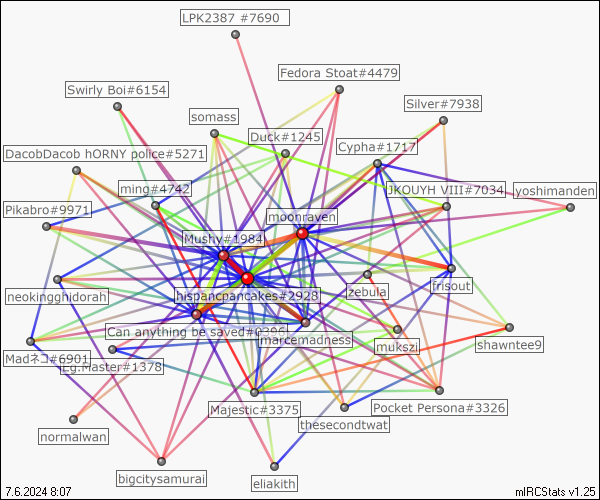 LPK2387 #7690
Fedora Stoat#4479
Swirly Boi#6154
Silver#7938
somass
Duck#1245
Cypha#1717
DacobDacob hORNY police#5271
ming#4742
JKOUYH VIII#7034
yoshimanden
Pikabro#9971
moonraven
Mushy#1984
neokingghidorah
hispancpancakes#2928
zebula
frisout
Can anything be saved#0396
marcemadness
mukszi
shawntee9
Madネコ#6901
Eg.Master#1378
Majestic#3375
Pocket Persona#3326
thesecondtwat
normalwan
bigcitysamurai
eliakith
7.6.2024 8:07
mIRCStats v1.25